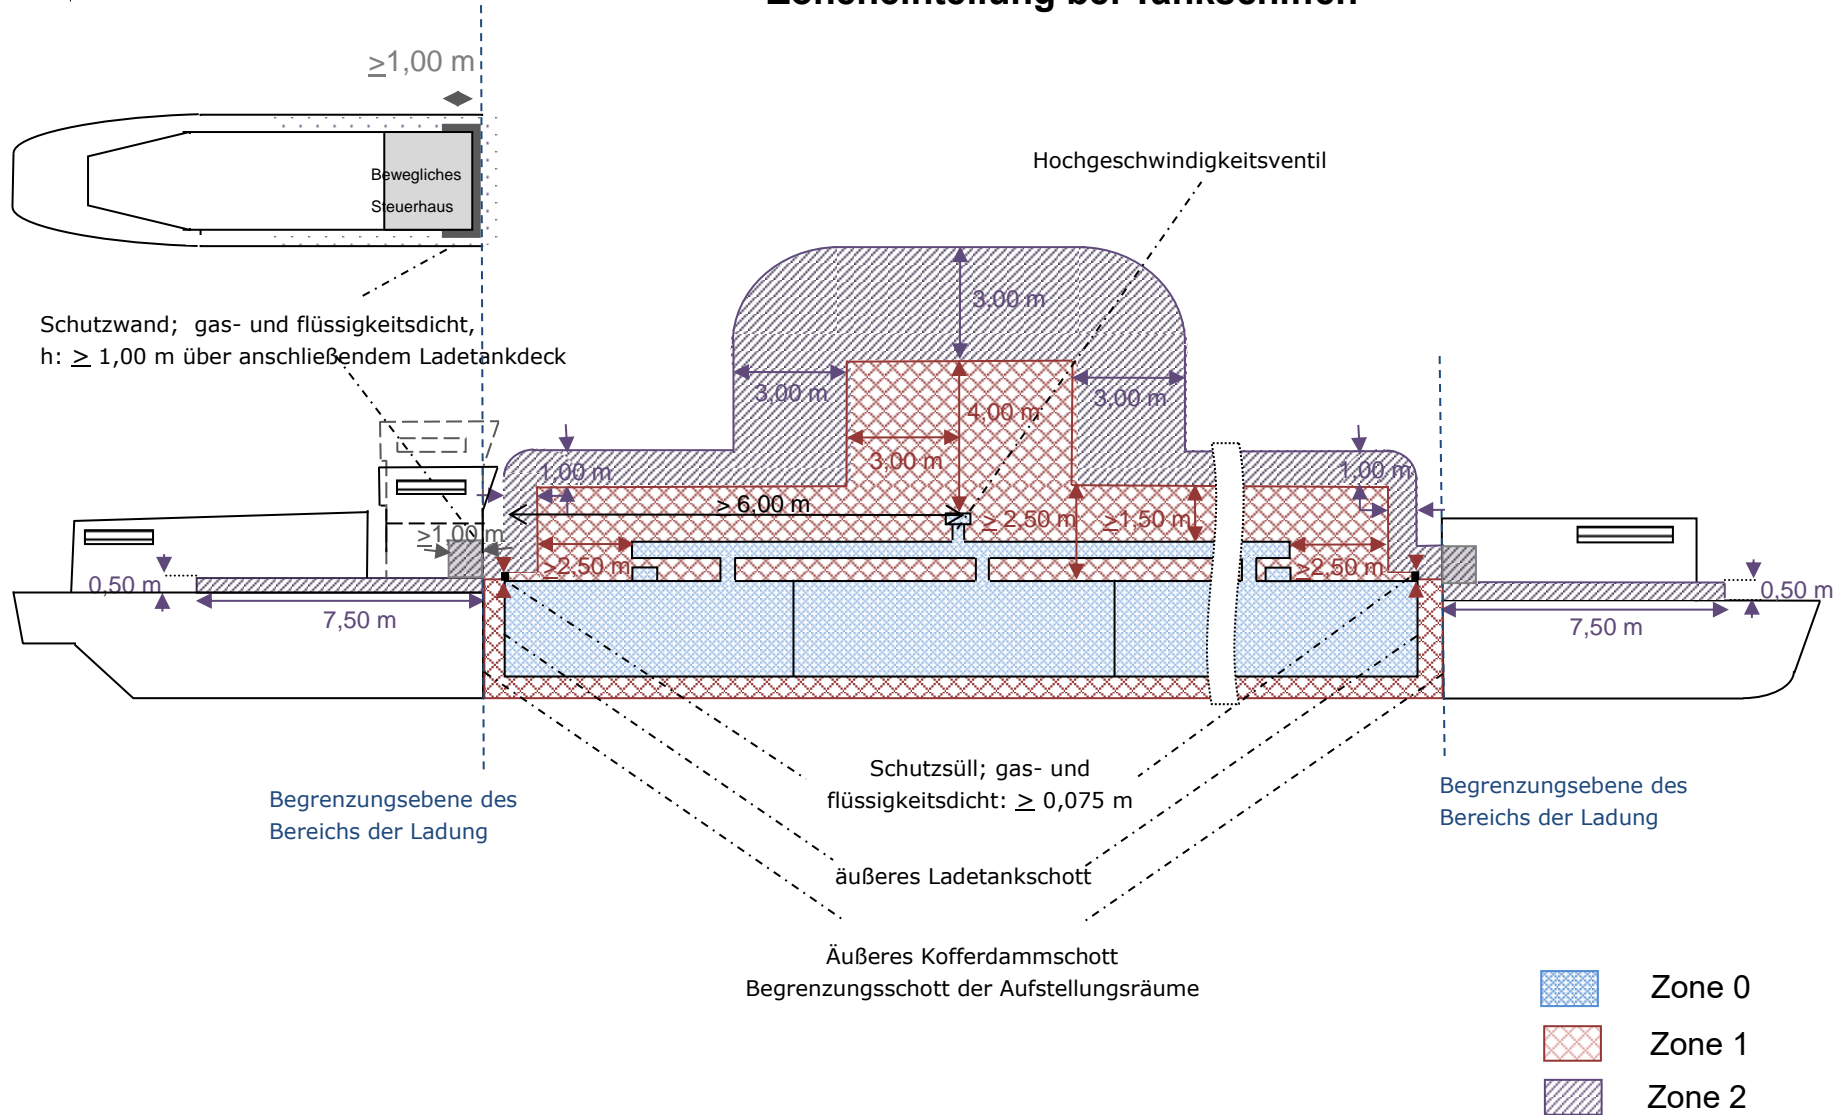 Zoneneinteilung bei Tankschiffen
≥1,00 m
Bewegliches
Steuerhaus
Hochgeschwindigkeitsventil
Schutzwand; gas- und flüssigkeitsdicht,
h: ≥ 1,00 m über anschließendem Ladetankdeck
3,00 m
3,00 m
3,00 m
4,00 m
3,00 m
1,00 m
1,00 m
≥ 6,00 m
≥ 2,50 m
≥1,50 m
≥1,00 m
≥2,50 m
≥2,50 m
0,50 m
7,50 m
0,50 m
7,50 m
Schutzsüll; gas- und
flüssigkeitsdicht: ≥ 0,075 m
Begrenzungsebene des
Bereichs der Ladung
Begrenzungsebene des
Bereichs der Ladung
äußeres Ladetankschott
Äußeres Kofferdammschott
Begrenzungsschott der Aufstellungsräume
Zone 0
Zone 1
Zone 2